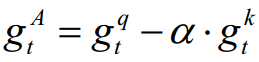 g_t^A = g_t^q − α · g_t^k